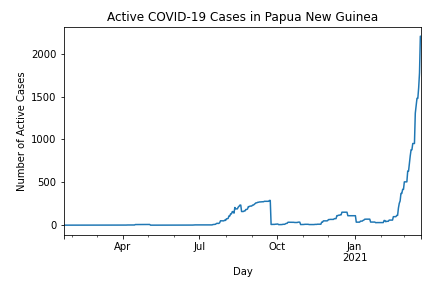 Active COVID-19 Cases in Papua New Guinea
Number of Active Cases
2000
1500
1000
500
0
Apr
Jul
Oct
Jan
2021
Day